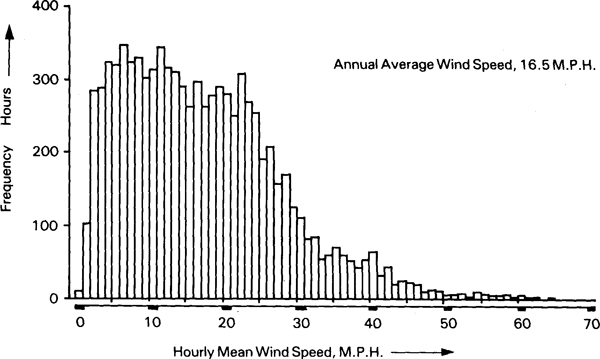 400
300
200
100
0
Frequency Hours
Annual Average Wind Speed, 16.5 M.P.H.
0 10 20 30 40 50 60 70
Hourly Mean Wind Speed, M.P.H.